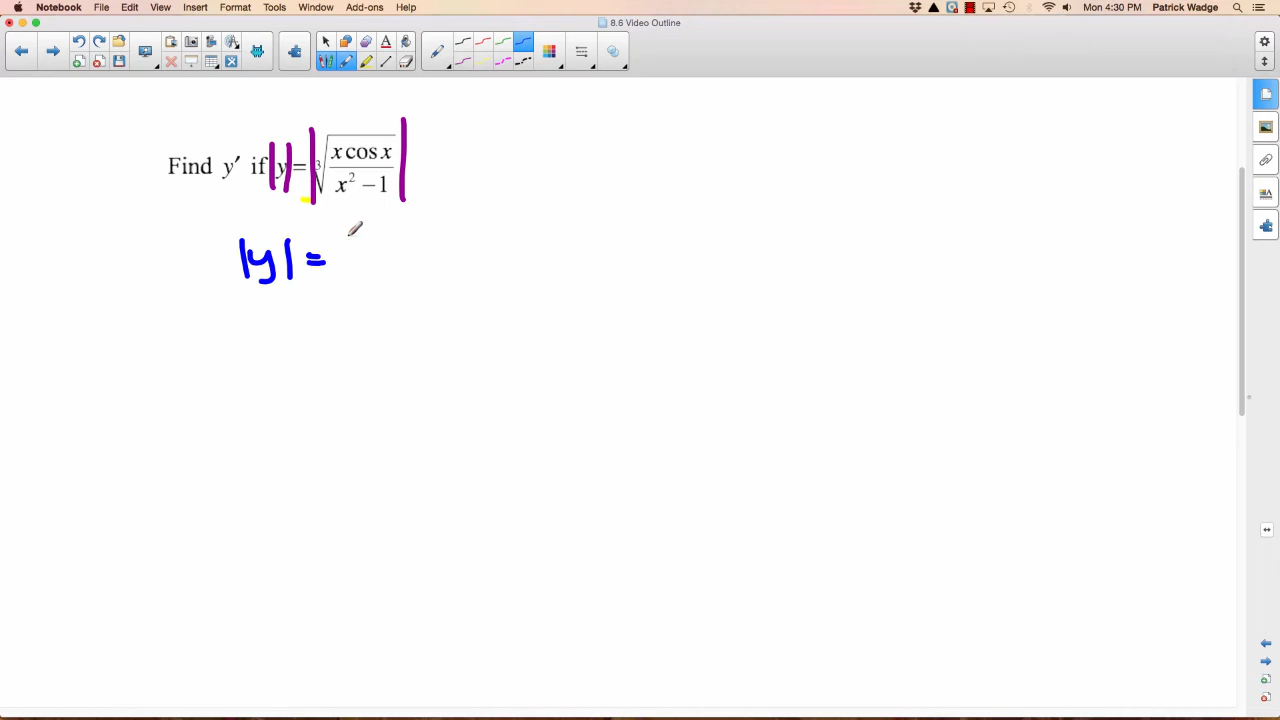 Notebook File Edit View Insert Format Tools Window Add-ons Help Mon 4:30 PM Patrick Wadge
8.6 Video Outline
A
Find y′ if |y| = |∛((x cos x)/(x² − 1))|
|y| =